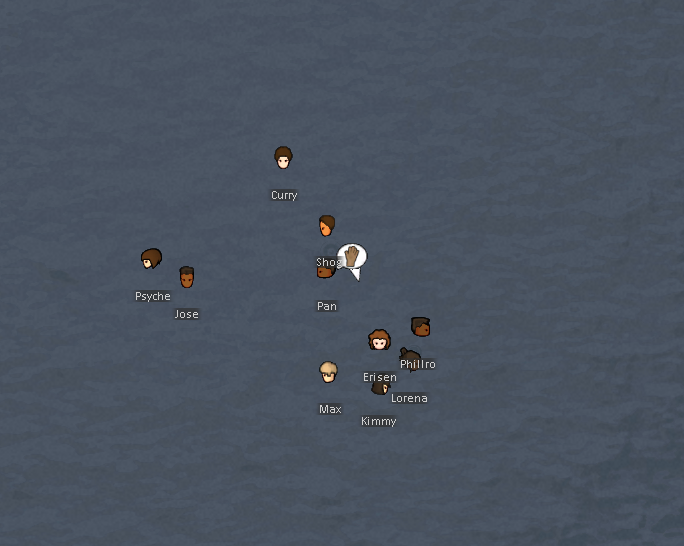 Curry
Shog
Psyche
Pan
Jose
Phillro
Erisen
Lorena
Max
Kimmy